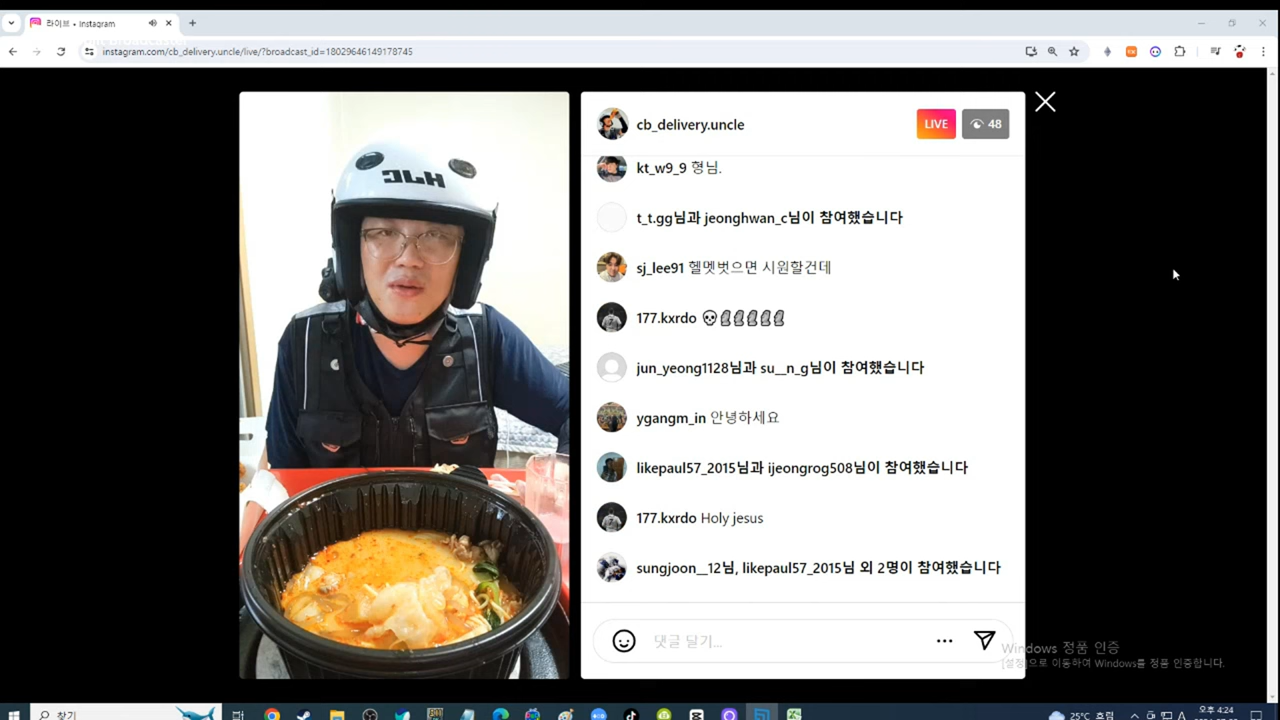 라이브 • Instagram
instagram.com/cb_delivery.uncle/live/?broadcast_id=18029646149178745
cb_delivery.uncle
LIVE
48
kt_w9_9 형님.
t_t.gg님과 jeonghwan_c님이 참여했습니다
sj_lee91 헬멧벗으면 시원할건데
177.kxrdo 💀🗿🗿🗿🗿🗿
jun_yeong1128님과 su__n_g님이 참여했습니다
ygangm_in 안녕하세요
likepaul57_2015님과 ijeongrog508님이 참여했습니다
177.kxrdo Holy jesus
sungjoon__12님, likepaul57_2015님 외 2명이 참여했습니다
댓글 달기...
Windows 정품 인증
[설정]으로 이동하여 Windows를 정품 인증합니다.
찾기
25°C 흐림
오후 4:24